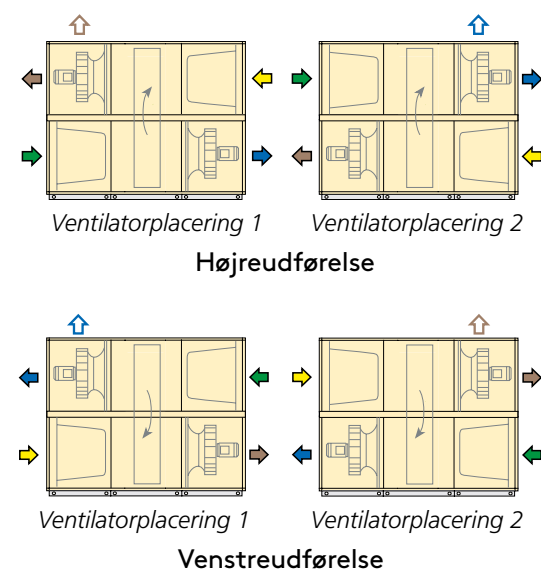 Ventilatorplacering 1 Ventilatorplacering 2
Højreudførelse
Ventilatorplacering 1 Ventilatorplacering 2
Venstreudførelse